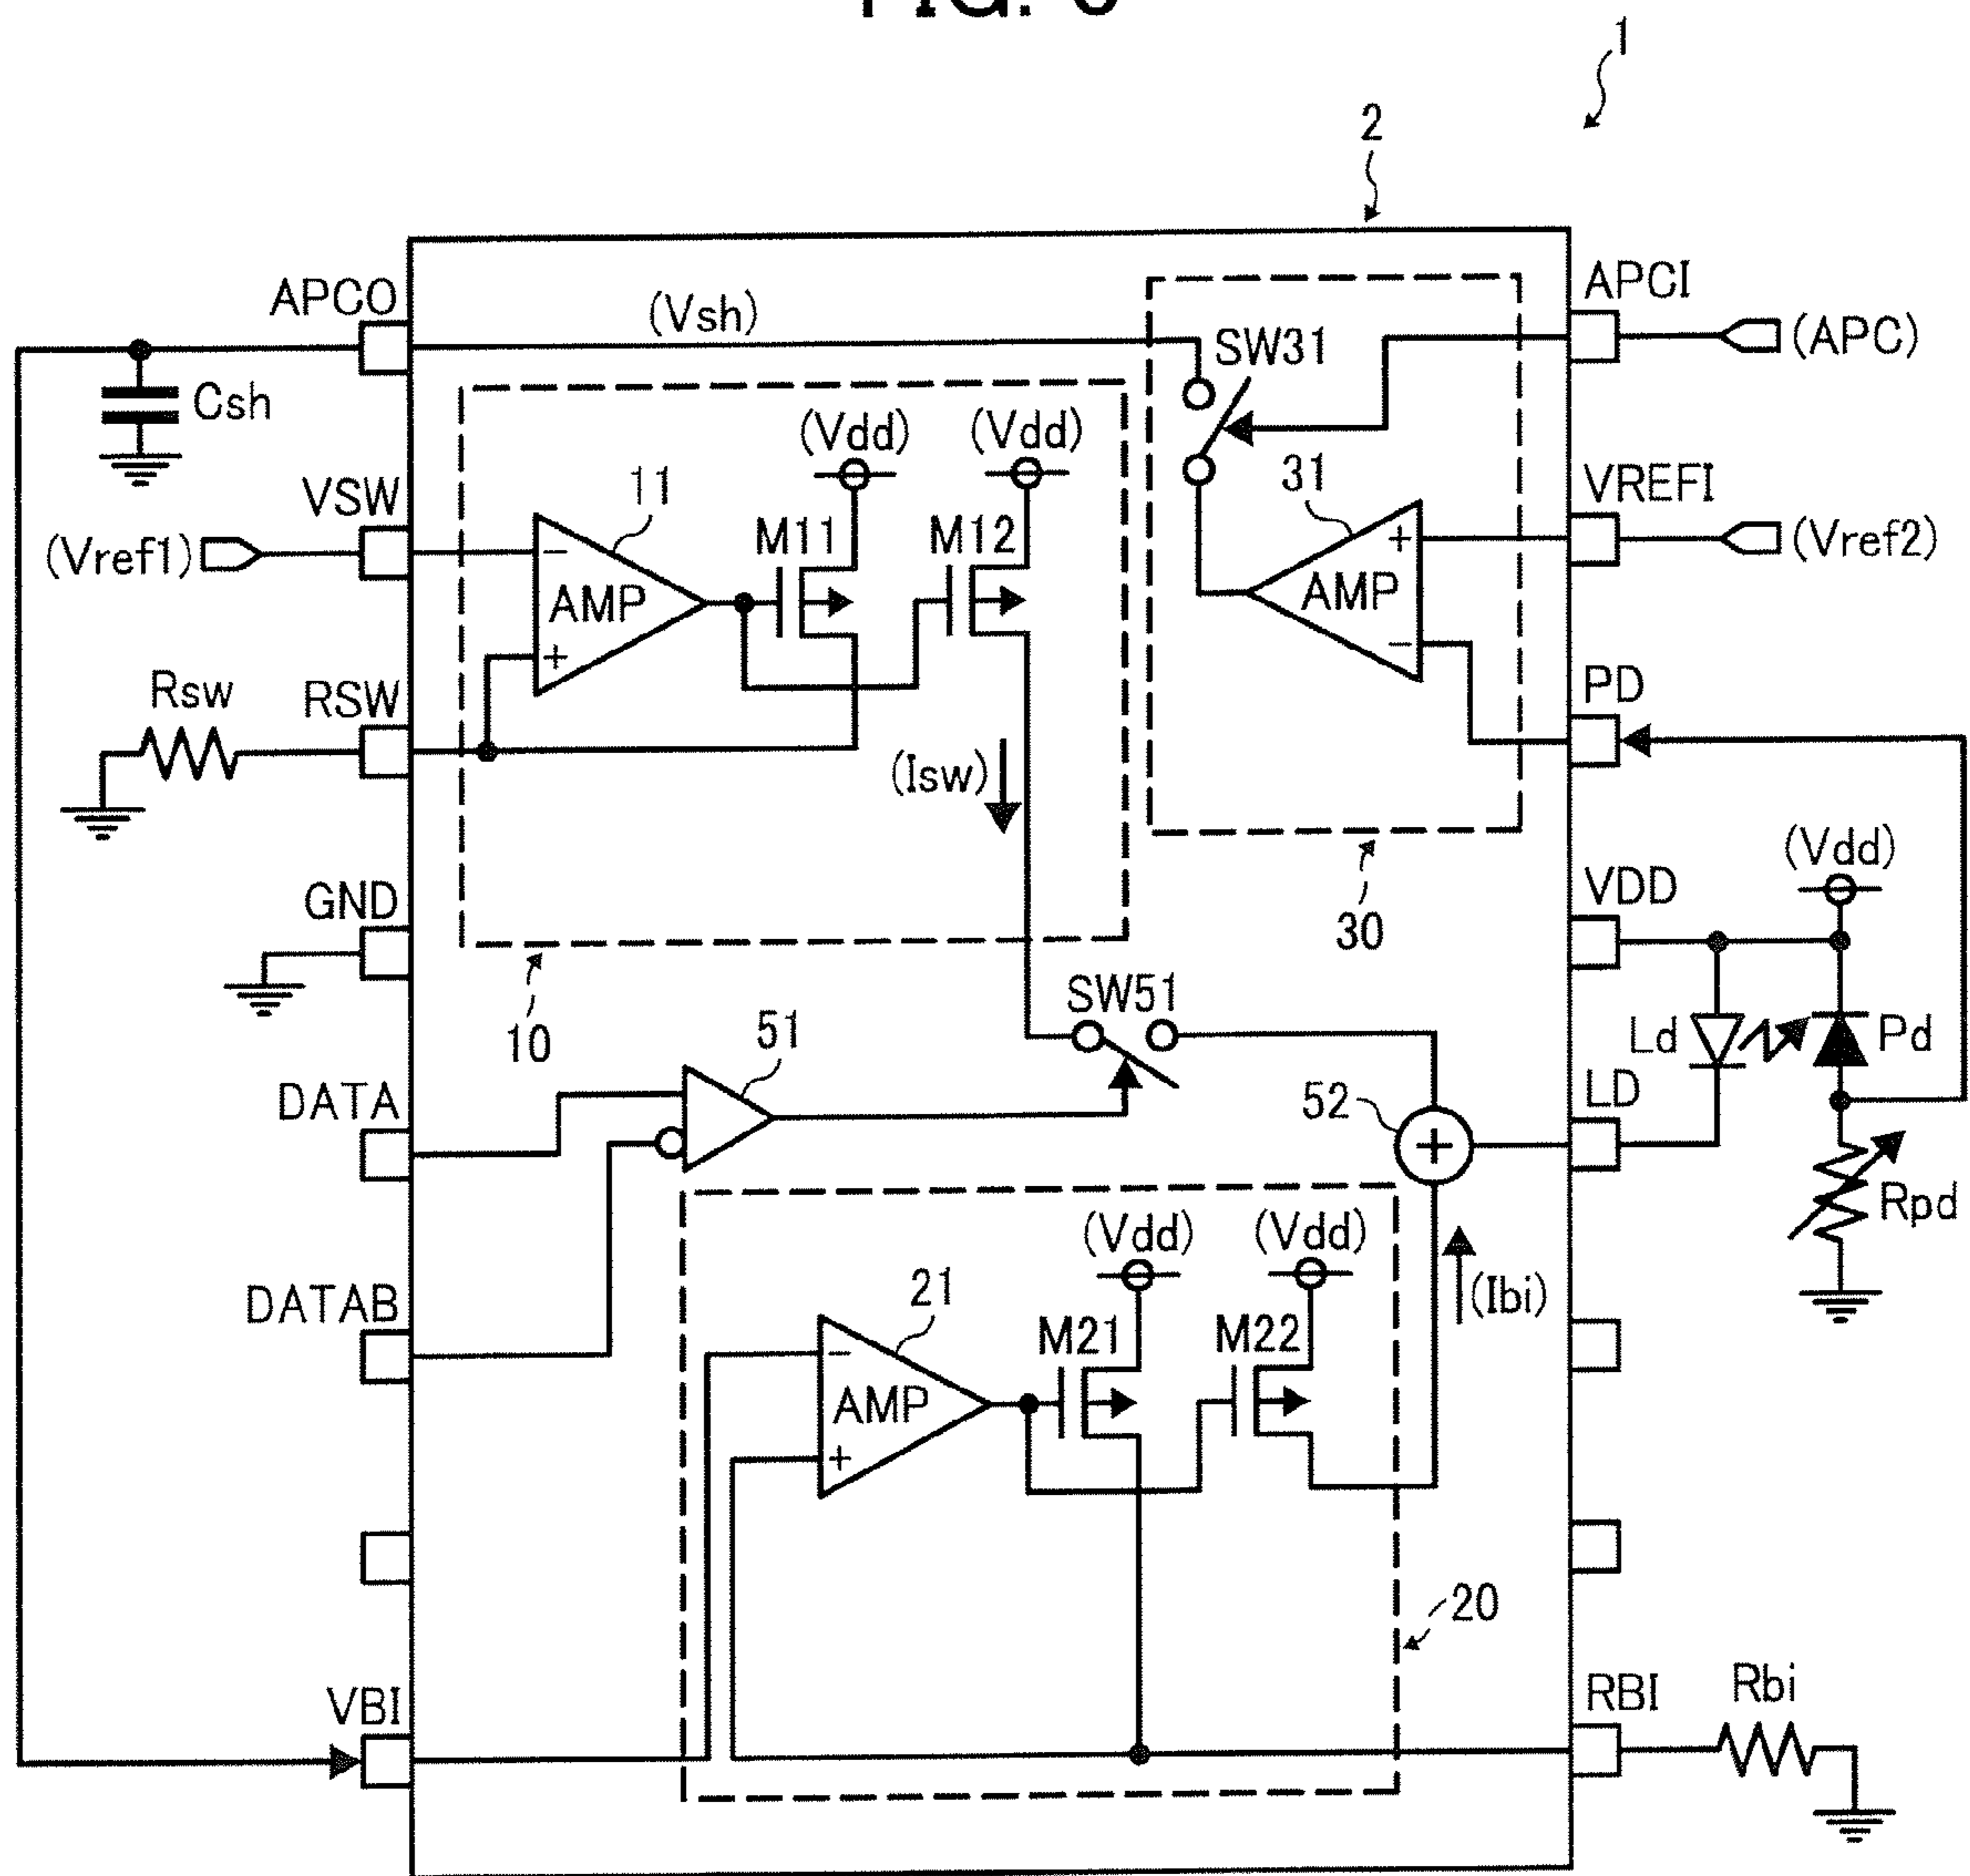 1
2
APCO
(Vsh)
APCI
(APC)
SW31
Csh
(Vdd)
(Vdd)
VSW
(Vref1)
11
M11
M12
31
VREFI
(Vref2)
−
AMP
+
+
AMP
−
Rsw
RSW
(Isw)
PD
GND
10
30
VDD
(Vdd)
SW51
51
Ld
Pd
DATA
52
+
LD
Rpd
DATAB
(Vdd)
(Vdd)
(Ibi)
21
M21
M22
−
AMP
+
20
VBI
RBI
Rbi